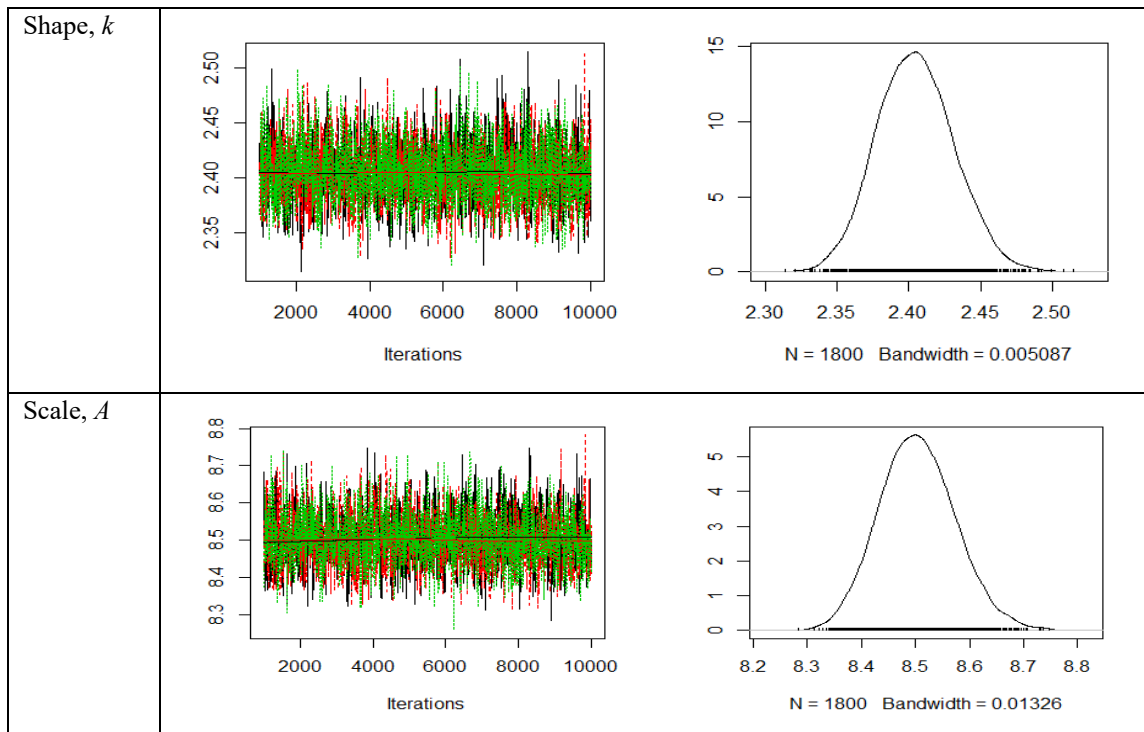 Shape, k
2.35 2.40 2.45 2.50
2000 4000 6000 8000 10000
Iterations
0 5 10 15
2.30 2.35 2.40 2.45 2.50
N = 1800 Bandwidth = 0.005087
Scale, A
8.3 8.4 8.5 8.6 8.7 8.8
2000 4000 6000 8000 10000
Iterations
0 1 2 3 4 5
8.2 8.3 8.4 8.5 8.6 8.7 8.8
N = 1800 Bandwidth = 0.01326